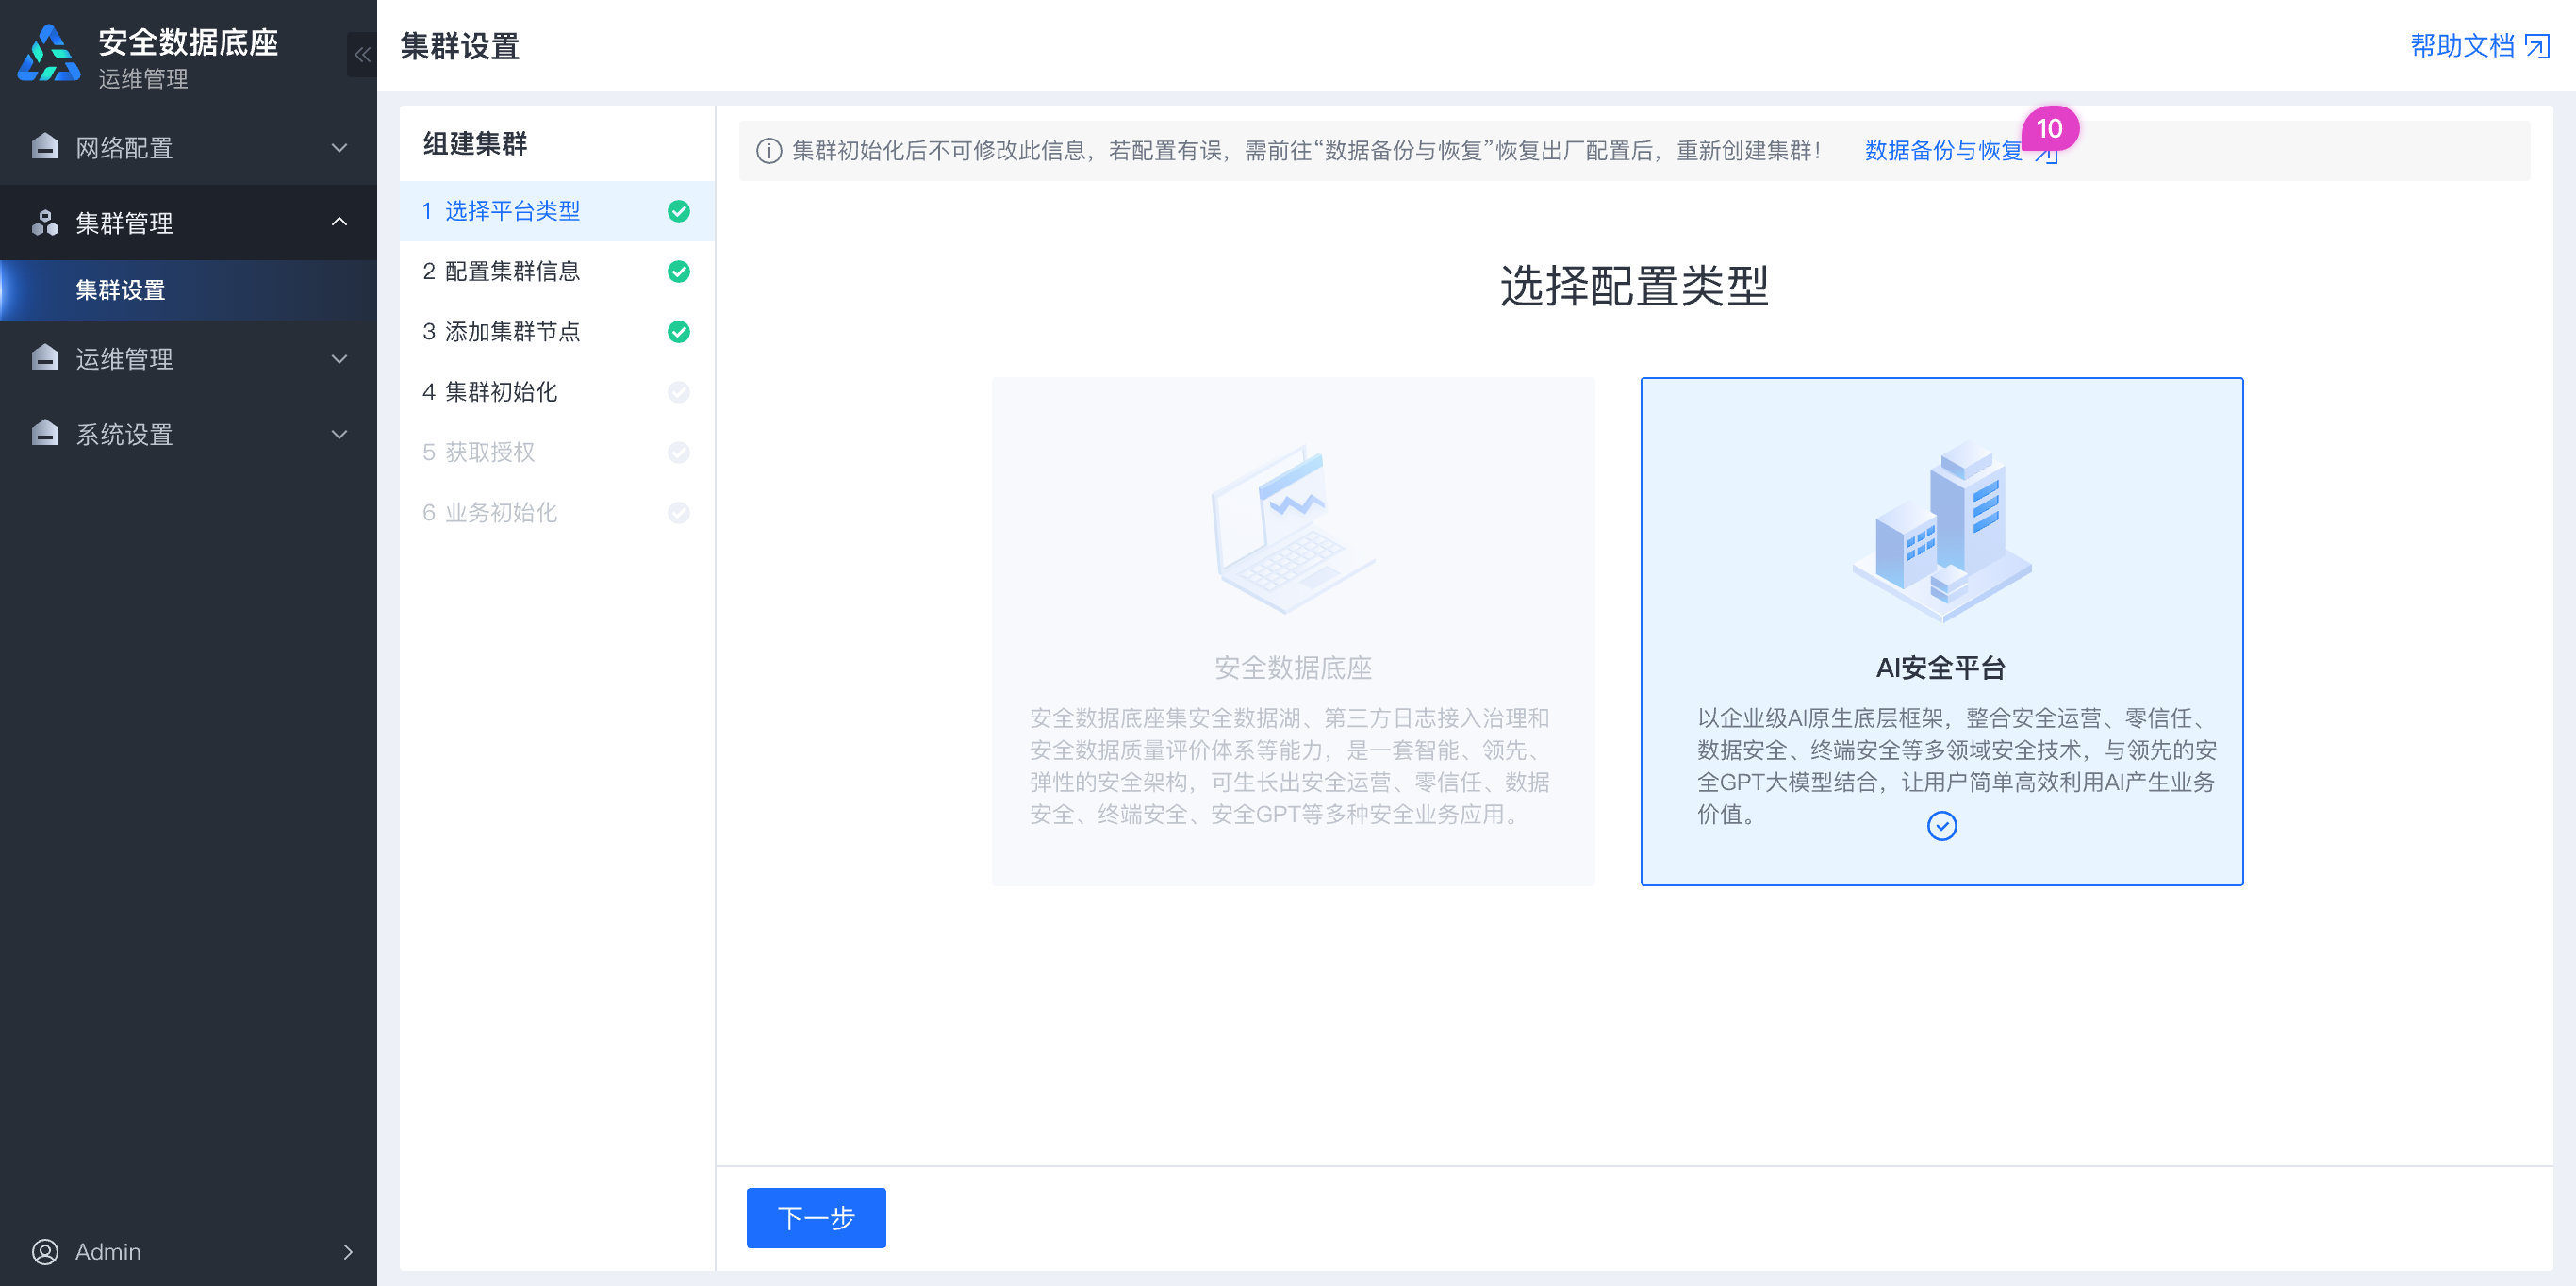 安全数据底座
运维管理
网络配置
集群管理
集群设置
运维管理
系统设置
Admin
集群设置
帮助文档
组建集群
1 选择平台类型
2 配置集群信息
3 添加集群节点
4 集群初始化
5 获取授权
6 业务初始化
集群初始化后不可修改此信息，若配置有误，需前往“数据备份与恢复”恢复出厂配置后，重新创建集群！ 数据备份与恢复
10
选择配置类型
安全数据底座
安全数据底座集安全数据湖、第三方日志接入治理和
安全数据质量评价体系等能力，是一套智能、领先、
弹性的安全架构，可生长出安全运营、零信任、数据
安全、终端安全、安全GPT等多种安全业务应用。
AI安全平台
以企业级AI原生底层框架，整合安全运营、零信任、
数据安全、终端安全等多领域安全技术，与领先的安
全GPT大模型结合，让用户简单高效利用AI产生业务
价值。
下一步